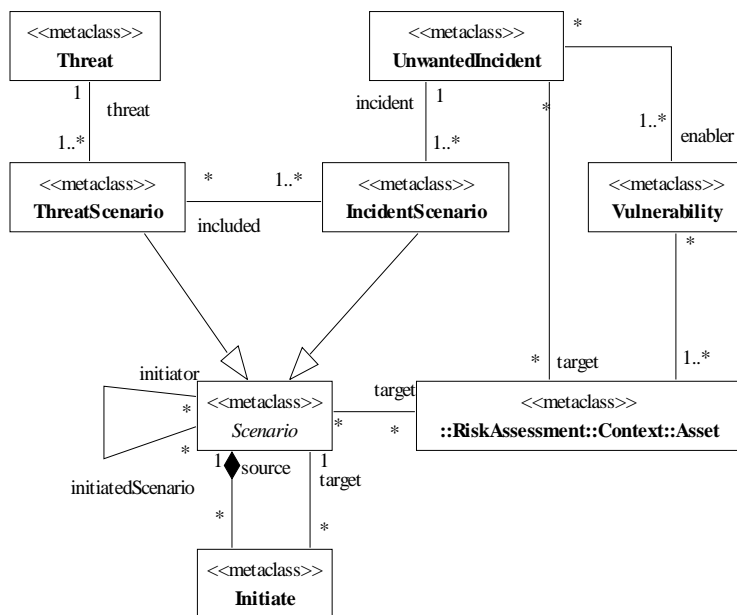 <<metaclass>>
Threat
<<metaclass>>
UnwantedIncident
*
1
threat
incident
1
*
1..*
1..*
1..*
enabler
<<metaclass>>
ThreatScenario
*
1..*
included
<<metaclass>>
IncidentScenario
<<metaclass>>
Vulnerability
*
initiator
*
target
1..*
target
*
<<metaclass>>
Scenario
*
*
<<metaclass>>
::RiskAssessment::Context::Asset
*
initiatedScenario
1
source
1
target
*
*
<<metaclass>>
Initiate